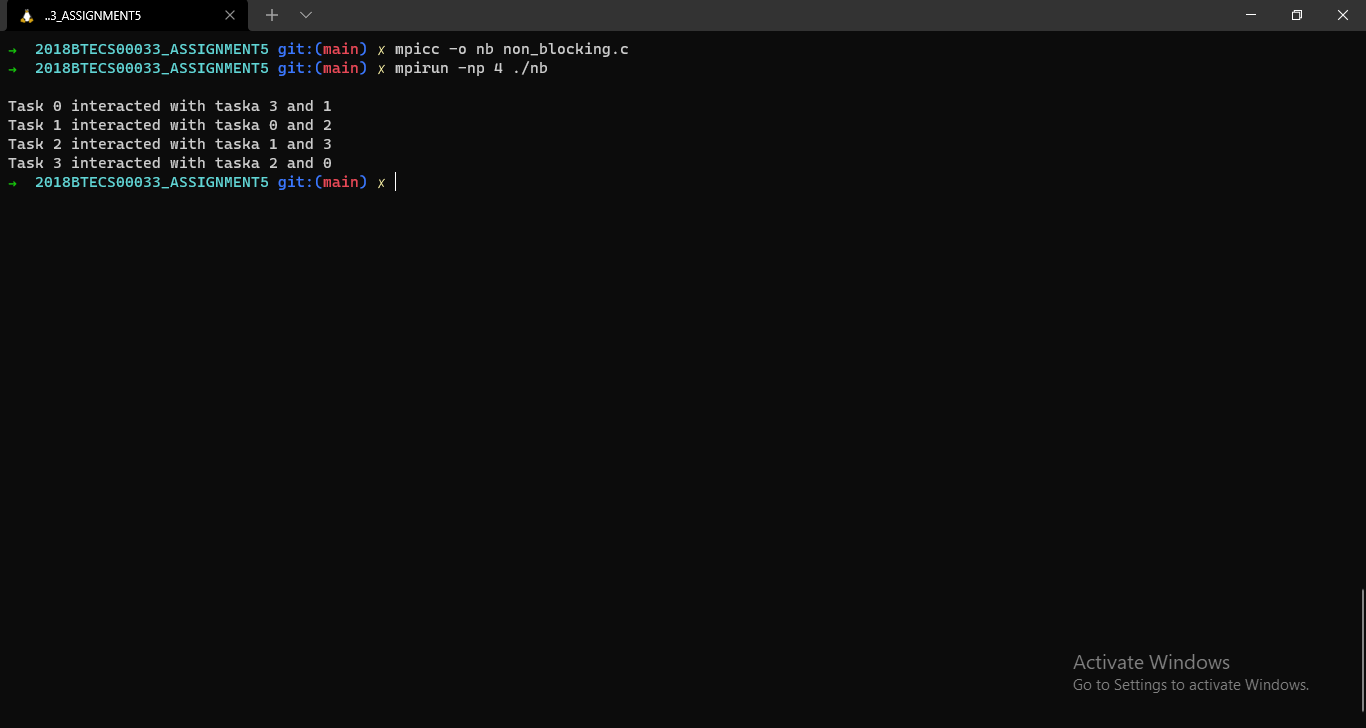 ..3_ASSIGNMENT5
→ 2018BTECS00033_ASSIGNMENT5 git:(main) ✗ mpicc -o nb non_blocking.c
→ 2018BTECS00033_ASSIGNMENT5 git:(main) ✗ mpirun -np 4 ./nb
Task 0 interacted with taska 3 and 1
Task 1 interacted with taska 0 and 2
Task 2 interacted with taska 1 and 3
Task 3 interacted with taska 2 and 0
→ 2018BTECS00033_ASSIGNMENT5 git:(main) ✗
Activate Windows
Go to Settings to activate Windows.